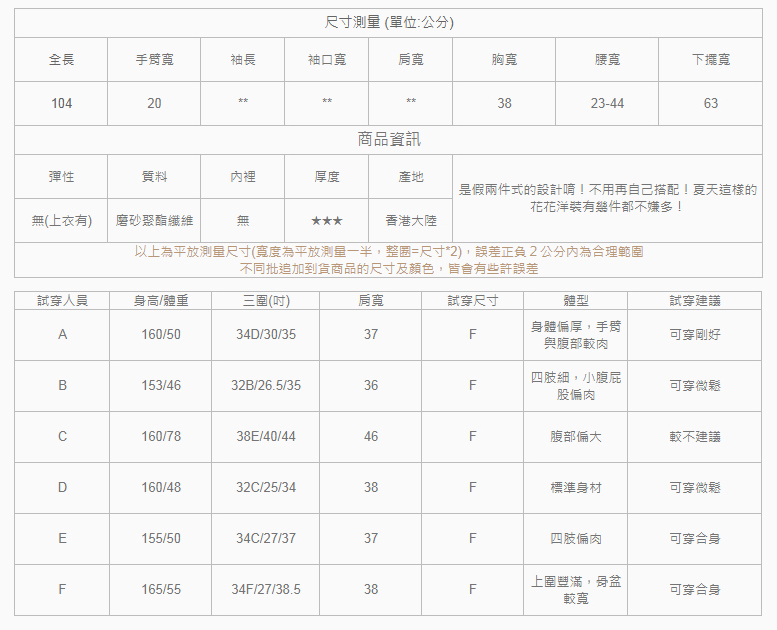 尺寸測量 (單位:公分)
全長 手臂寬 袖長 袖口寬 肩寬 胸寬 腰寬 下擺寬
104 20 ** ** ** 38 23-44 63
商品資訊
彈性 質料 內裡 厚度 產地
是假兩件式的設計唷！不用再自己搭配！夏天這樣的
花花洋裝有幾件都不嫌多！
無(上衣有) 磨砂聚酯纖維 無 ★★★ 香港大陸
以上為平放測量尺寸(寬度為平放測量一半，整圈=尺寸*2)，誤差正負 2 公分內為合理範圍
不同批追加到貨商品的尺寸及顏色，皆會有些許誤差
試穿人員 身高/體重 三圍(吋) 肩寬 試穿尺寸 體型 試穿建議
A 160/50 34D/30/35 37 F 身體偏厚，手臂 可穿剛好
與腹部較肉
B 153/46 32B/26.5/35 36 F 四肢細，小腹屁 可穿微鬆
股偏肉
C 160/78 38E/40/44 46 F 腹部偏大 較不建議
D 160/48 32C/25/34 38 F 標準身材 可穿微鬆
E 155/50 34C/27/37 37 F 四肢偏肉 可穿合身
F 165/55 34F/27/38.5 38 F 上圍豐滿，骨盆 可穿合身
較寬